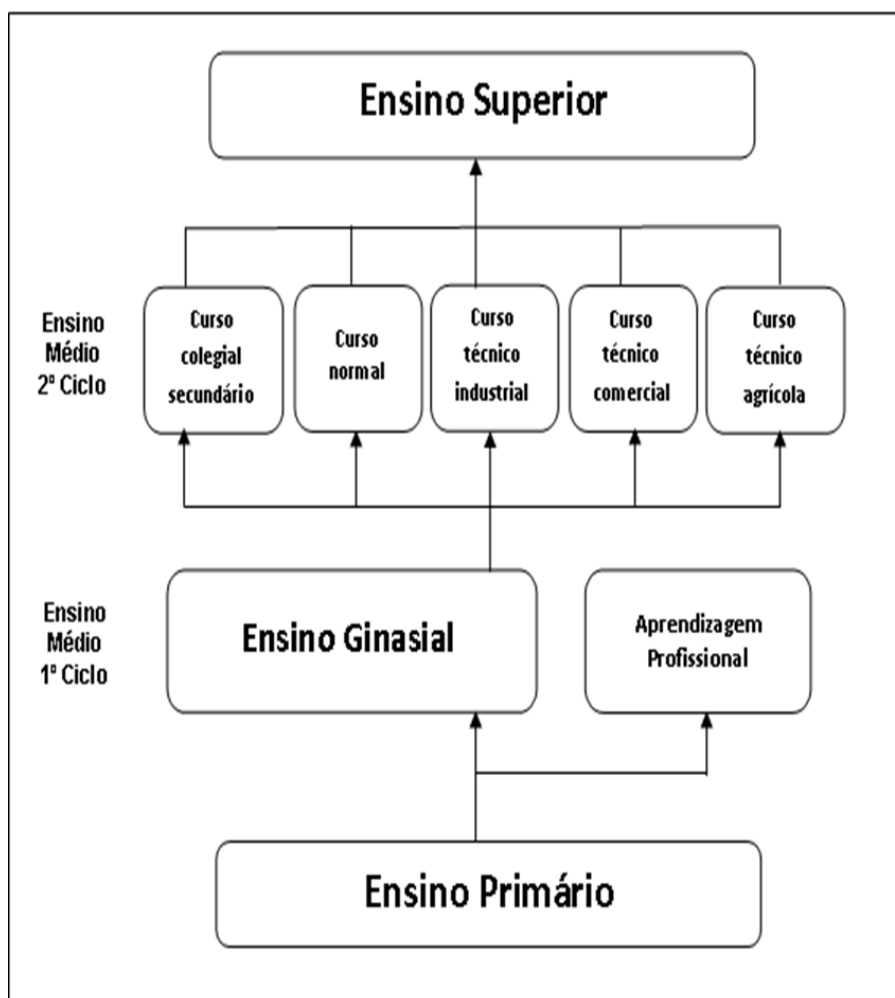 Ensino Superior
Ensino
Médio
2º Ciclo
Curso
colegial
secundário
Curso
normal
Curso
técnico
industrial
Curso
técnico
comercial
Curso
técnico
agrícola
Ensino
Médio
1º Ciclo
Ensino Ginasial
Aprendizagem
Profissional
Ensino Primário